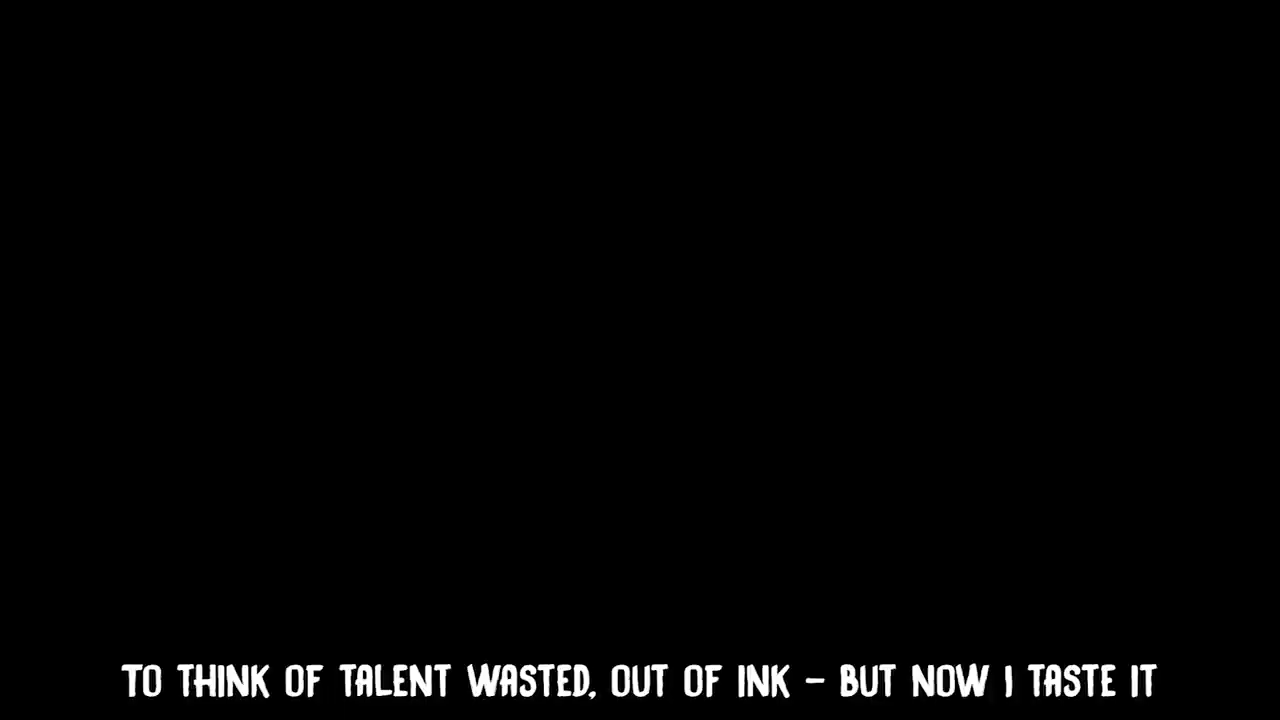 TO THINK OF TALENT WASTED, OUT OF INK – BUT NOW I TASTE IT